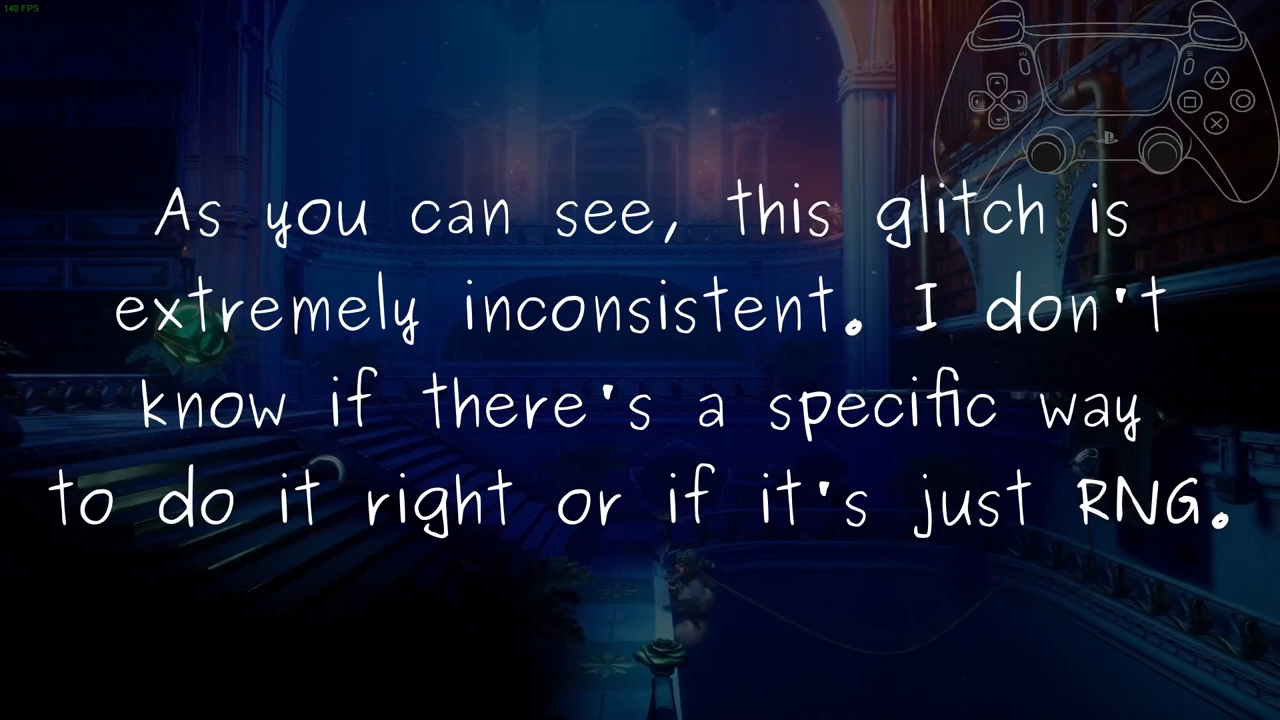 140 FPS
As you can see, this glitch is
extremely inconsistent. I don't
know if there's a specific way
to do it right or if it's just RNG.